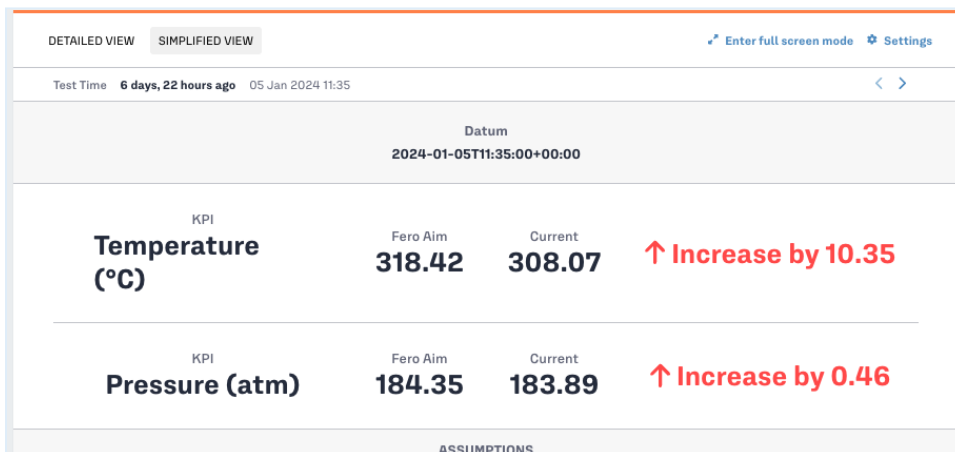 DETAILED VIEW SIMPLIFIED VIEW Enter full screen mode Settings
Test Time 6 days, 22 hours ago 05 Jan 2024 11:35
Datum
2024-01-05T11:35:00+00:00
KPI
Temperature
(°C)
Fero Aim
318.42
Current
308.07
↑ Increase by 10.35
KPI
Pressure (atm)
Fero Aim
184.35
Current
183.89
↑ Increase by 0.46
ASSUMPTIONS